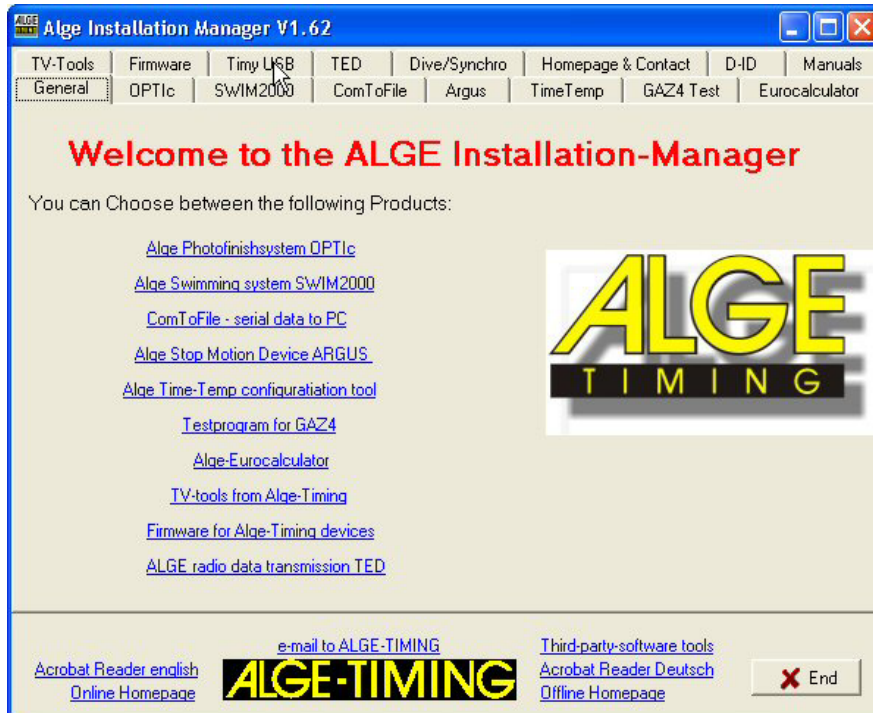 Alge Installation Manager V1.62
TV-Tools Firmware Timy USB TED Dive/Synchro Homepage & Contact D-ID Manuals
General OPTIc SWIM2000 ComToFile Argus TimeTemp GAZ4 Test Eurocalculator
Welcome to the ALGE Installation-Manager
You can Choose between the following Products:
Alge Photofinishsystem OPTIc
Alge Swimming system SWIM2000
ComToFile - serial data to PC
Alge Stop Motion Device ARGUS
Alge Time-Temp configuratiation tool
Testprogram for GAZ4
Alge-Eurocalculator
TV-tools from Alge-Timing
Firmware for Alge-Timing devices
ALGE radio data transmission TED
ALGE
TIMING
e-mail to ALGE-TIMING Third-party-software tools
Acrobat Reader english ALGE-TIMING Acrobat Reader Deutsch End
Online Homepage Offline Homepage